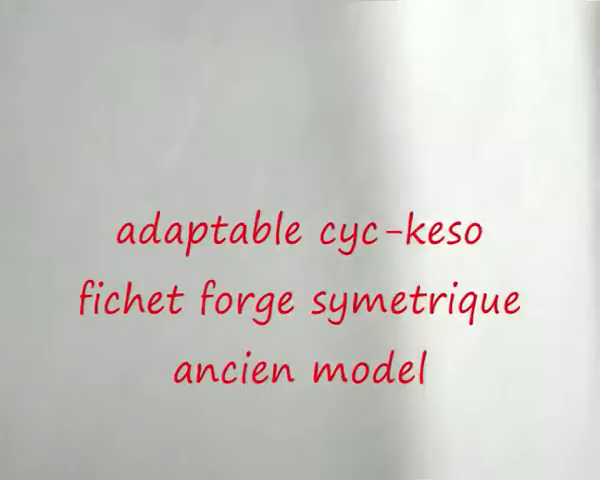 adaptable cyc-keso
fichet forge symetrique
ancien model